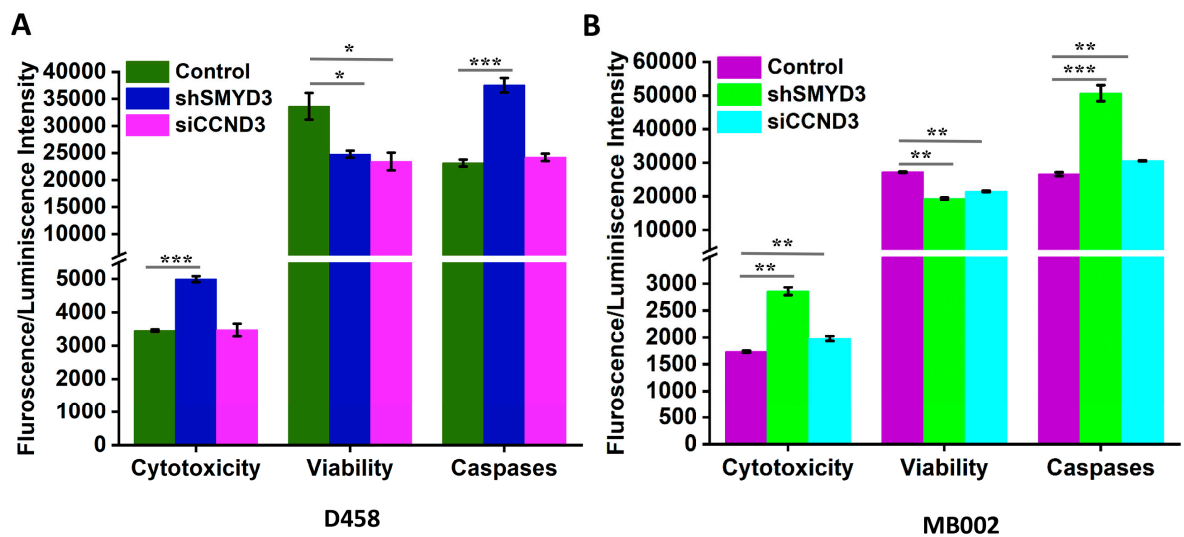 A
Fluroscence/Luminiscence Intensity
40000
35000
30000
25000
20000
15000
10000
5000
4000
3000
2000
1000
0
Control
shSMYD3
siCCND3
*
*
***
***
Cytotoxicity Viability Caspases
D458
B
Fluroscence/Luminiscence Intensity
60000
50000
40000
30000
20000
10000
3000
2500
2000
1500
1000
500
0
Control
shSMYD3
siCCND3
**
***
**
**
**
**
Cytotoxicity Viability Caspases
MB002